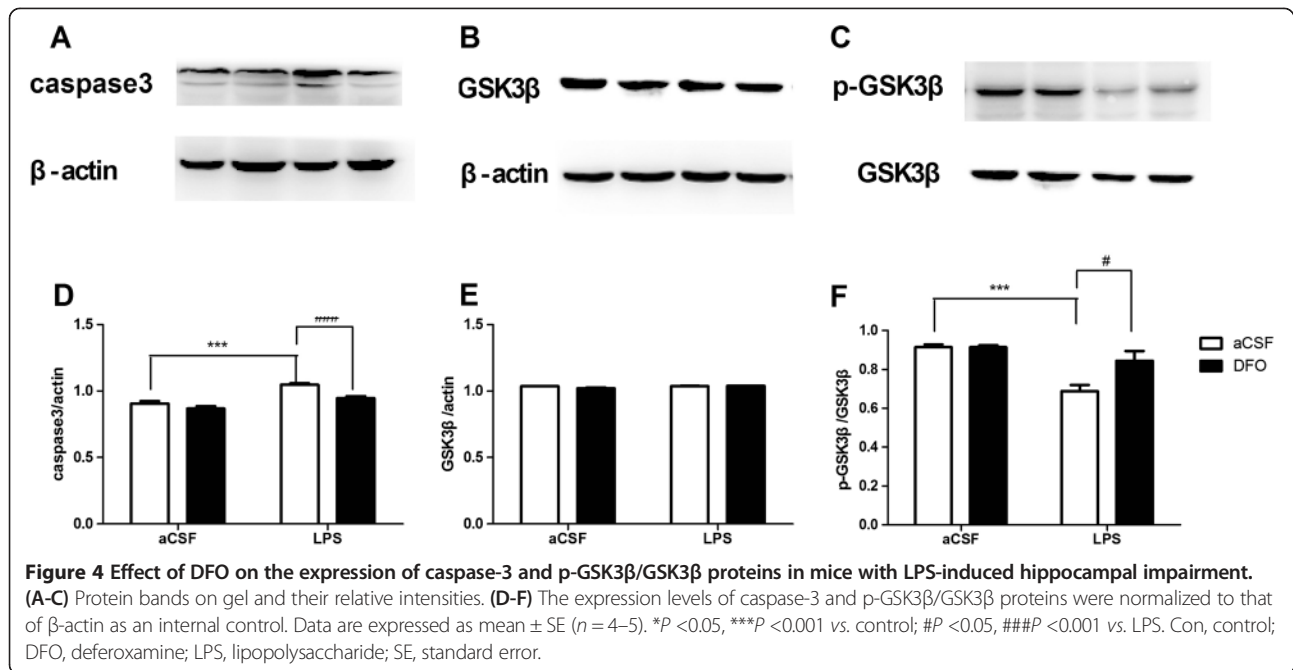 A
B
C
caspase3
GSK3β
p-GSK3β
β-actin
β-actin
GSK3β
D
E
F
caspase3/actin
1.5
1.0
0.5
0.0
***
###
aCSF
LPS
GSK3β/actin
1.5
1.0
0.5
0.0
aCSF
LPS
p-GSK3β/GSK3β
1.0
0.8
0.6
0.4
0.2
0.0
***
#
aCSF
LPS
aCSF
DFO
Figure 4 Effect of DFO on the expression of caspase-3 and p-GSK3β/GSK3β proteins in mice with LPS-induced hippocampal impairment.
(A-C) Protein bands on gel and their relative intensities. (D-F) The expression levels of caspase-3 and p-GSK3β/GSK3β proteins were normalized to that
of β-actin as an internal control. Data are expressed as mean ± SE (n = 4–5). *P <0.05, ***P <0.001 vs. control; #P <0.05, ###P <0.001 vs. LPS. Con, control;
DFO, deferoxamine; LPS, lipopolysaccharide; SE, standard error.